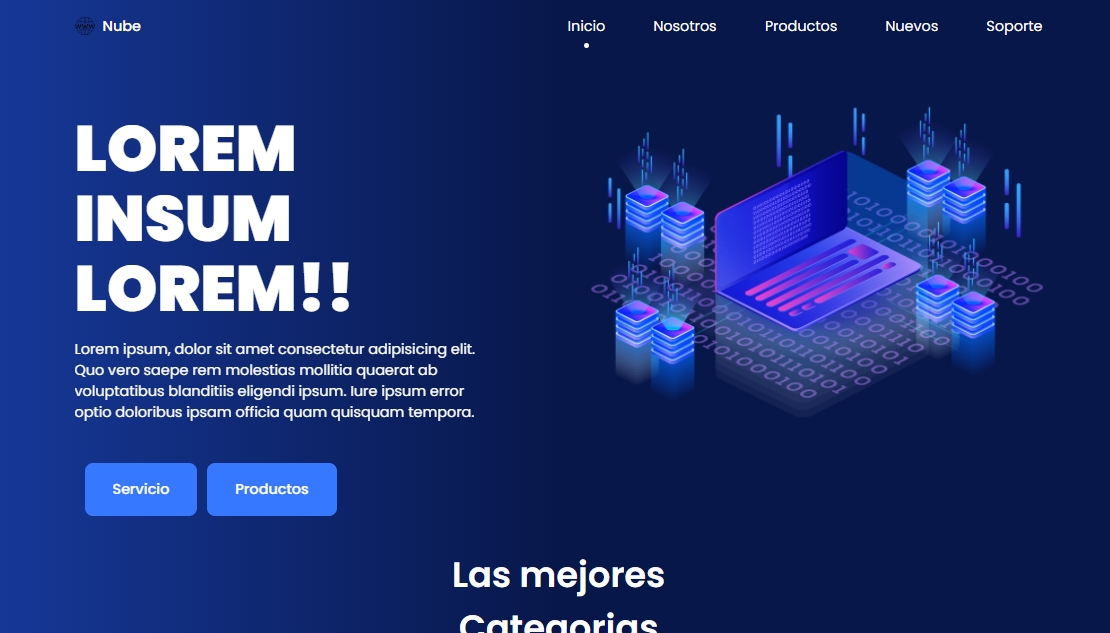 Nube
Inicio
Nosotros
Productos
Nuevos
Soporte
LOREM
INSUM
LOREM!!
Lorem ipsum, dolor sit amet consectetur adipisicing elit.
Quo vero saepe rem molestias mollitia quaerat ab
voluptatibus blanditiis eligendi ipsum. Iure ipsum error
optio doloribus ipsam officia quam quisquam tempora.
Servicio
Productos
Las mejores
Categorias